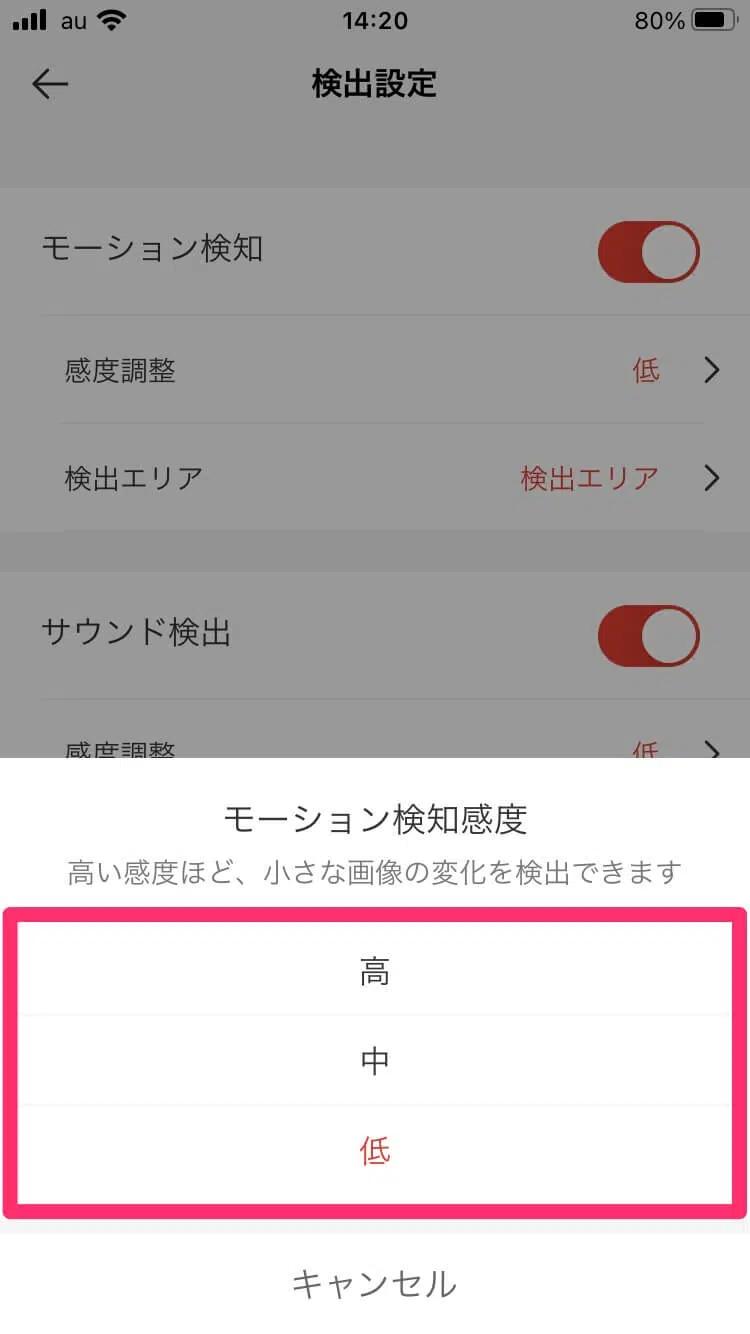 au 14:20 80%
検出設定
モーション検知
感度調整 低
検出エリア 検出エリア
サウンド検出
感度調整 低
モーション検知感度
高い感度ほど、小さな画像の変化を検出できます
高
中
低
キャンセル